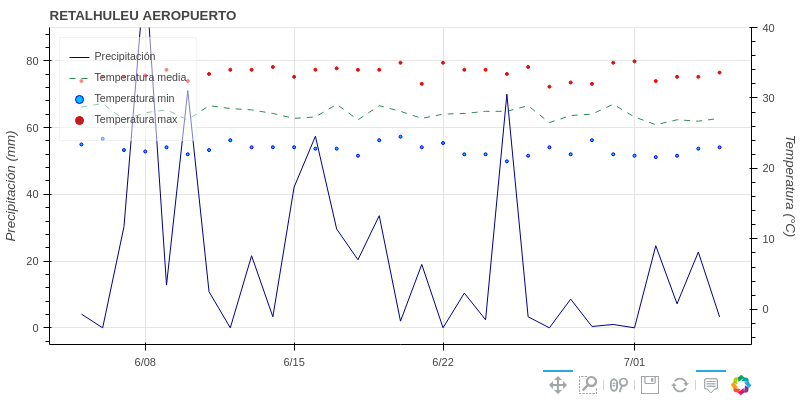 RETALHULEU AEROPUERTO
Precipitación
Temperatura media
Temperatura min
Temperatura max
Precipitación (mm)
80
60
40
20
0
Temperatura (°C)
40
30
20
10
0
6/08
6/15
6/22
7/01